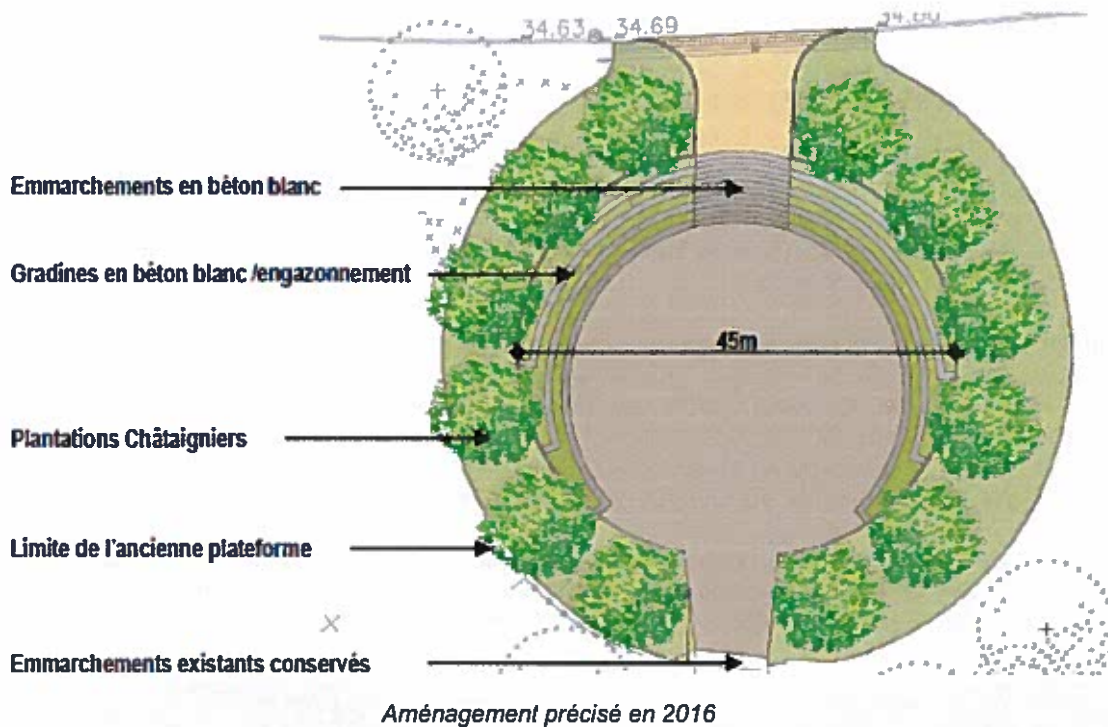 34.63 34.69
Emmarchements en béton blanc
Gradines en béton blanc /engazonnement
45m
Plantations Châtaigniers
Limite de l'ancienne plateforme
Emmarchements existants conservés
Aménagement précisé en 2016